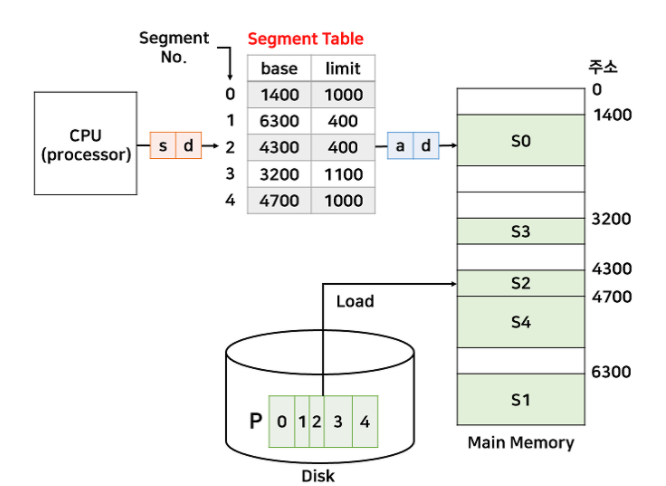 Segment
No.
Segment Table
base limit
0 1400 1000
1 6300 400
2 4300 400
3 3200 1100
4 4700 1000
CPU
(processor)
s d
a d
주소
0
1400
S0
3200
S3
4300
S2
4700
S4
6300
S1
Main Memory
Load
P 0 1 2 3 4
Disk